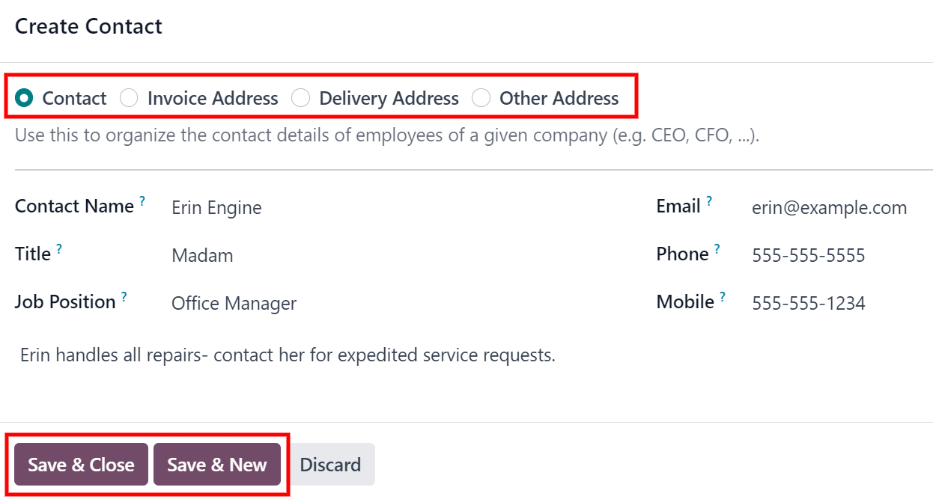 Create Contact
Contact Invoice Address Delivery Address Other Address
Use this to organize the contact details of employees of a given company (e.g. CEO, CFO, ...).
Contact Name ? Erin Engine Email ? erin@example.com
Title ? Madam Phone ? 555-555-5555
Job Position ? Office Manager Mobile ? 555-555-1234
Erin handles all repairs- contact her for expedited service requests.
Save & Close Save & New Discard